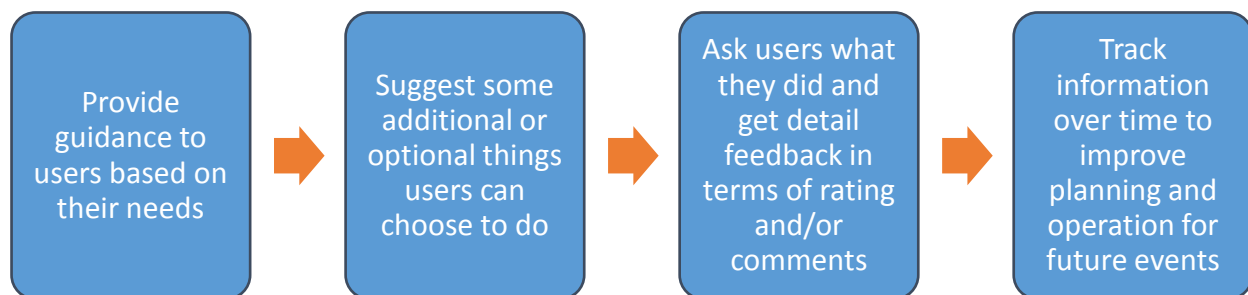 Provide
guidance to
users based on
their needs
Suggest some
additional or
optional things
users can
choose to do
Ask users what
they did and
get detail
feedback in
terms of rating
and/or
comments
Track
information
over time to
improve
planning and
operation for
future events